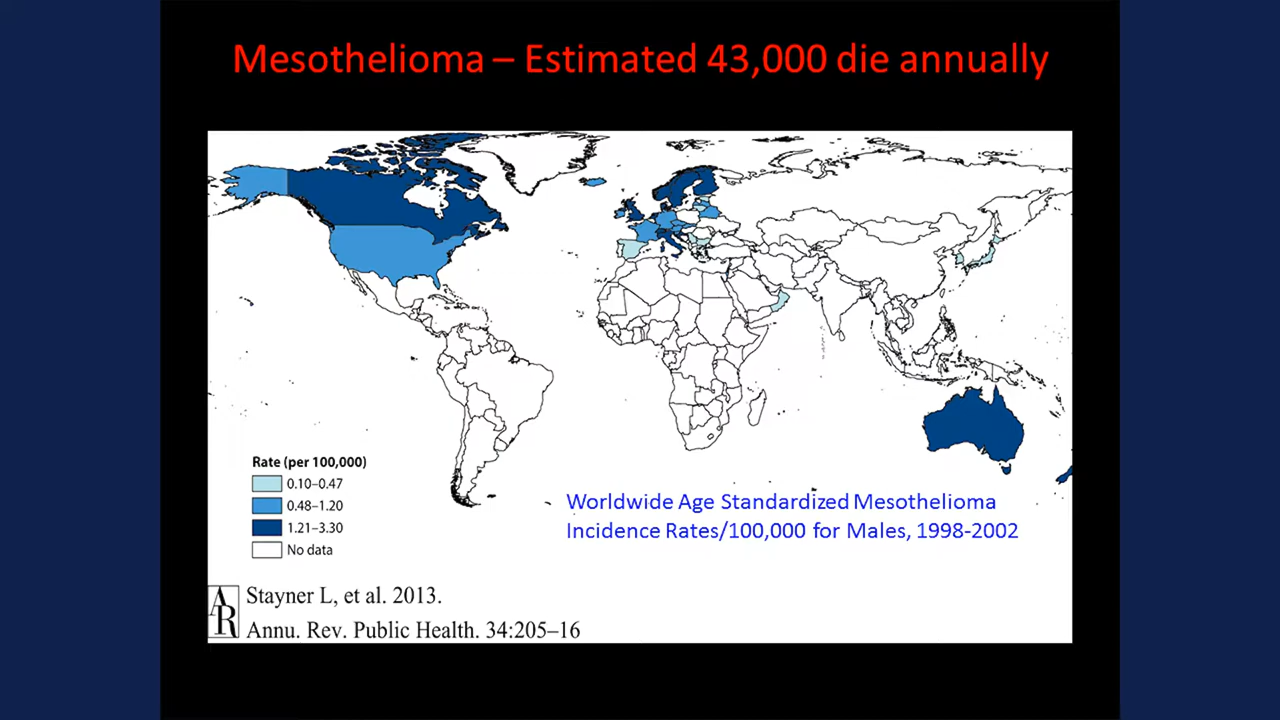 Mesothelioma – Estimated 43,000 die annually
Rate (per 100,000)
0.10–0.47
0.48–1.20
1.21–3.30
No data
Worldwide Age Standardized Mesothelioma
Incidence Rates/100,000 for Males, 1998-2002
AR
Stayner L, et al. 2013.
Annu. Rev. Public Health. 34:205–16